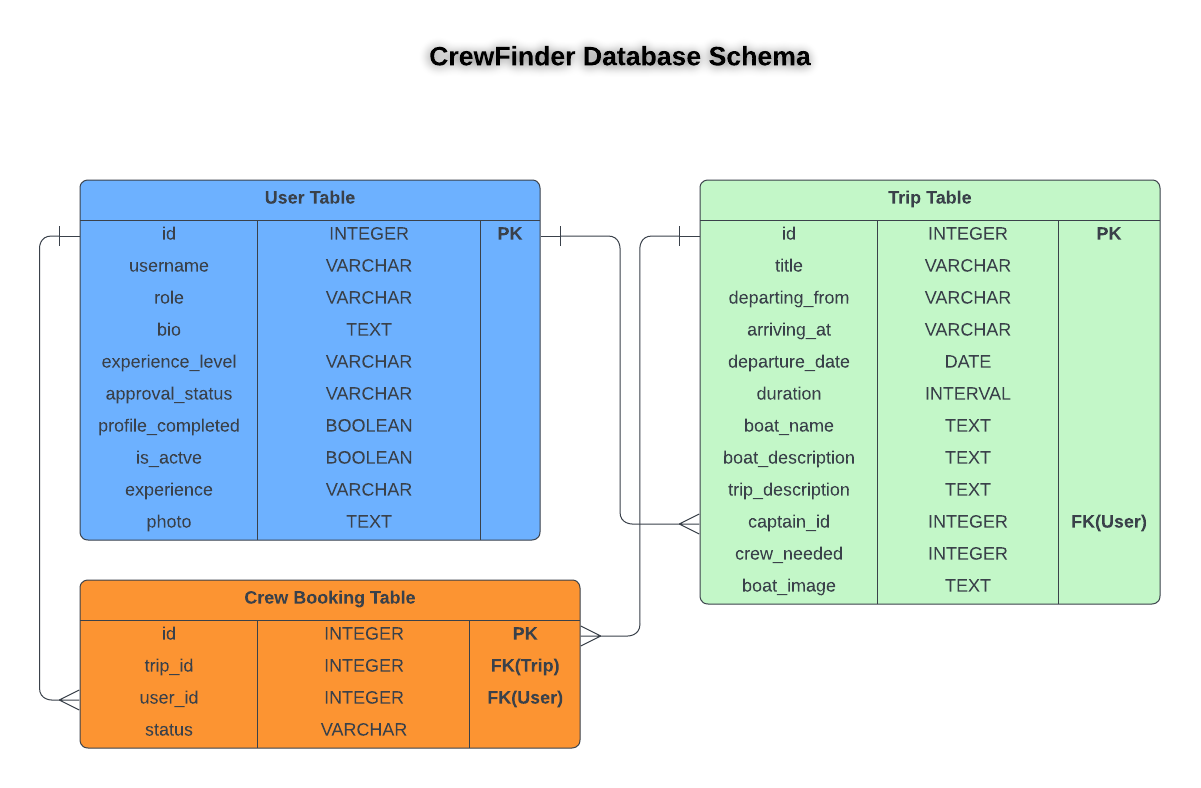 CrewFinder Database Schema
User Table
id INTEGER PK
username VARCHAR
role VARCHAR
bio TEXT
experience_level VARCHAR
approval_status VARCHAR
profile_completed BOOLEAN
is_actve BOOLEAN
experience VARCHAR
photo TEXT
Trip Table
id INTEGER PK
title VARCHAR
departing_from VARCHAR
arriving_at VARCHAR
departure_date DATE
duration INTERVAL
boat_name TEXT
boat_description TEXT
trip_description TEXT
captain_id INTEGER FK(User)
crew_needed INTEGER
boat_image TEXT
Crew Booking Table
id INTEGER PK
trip_id INTEGER FK(Trip)
user_id INTEGER FK(User)
status VARCHAR